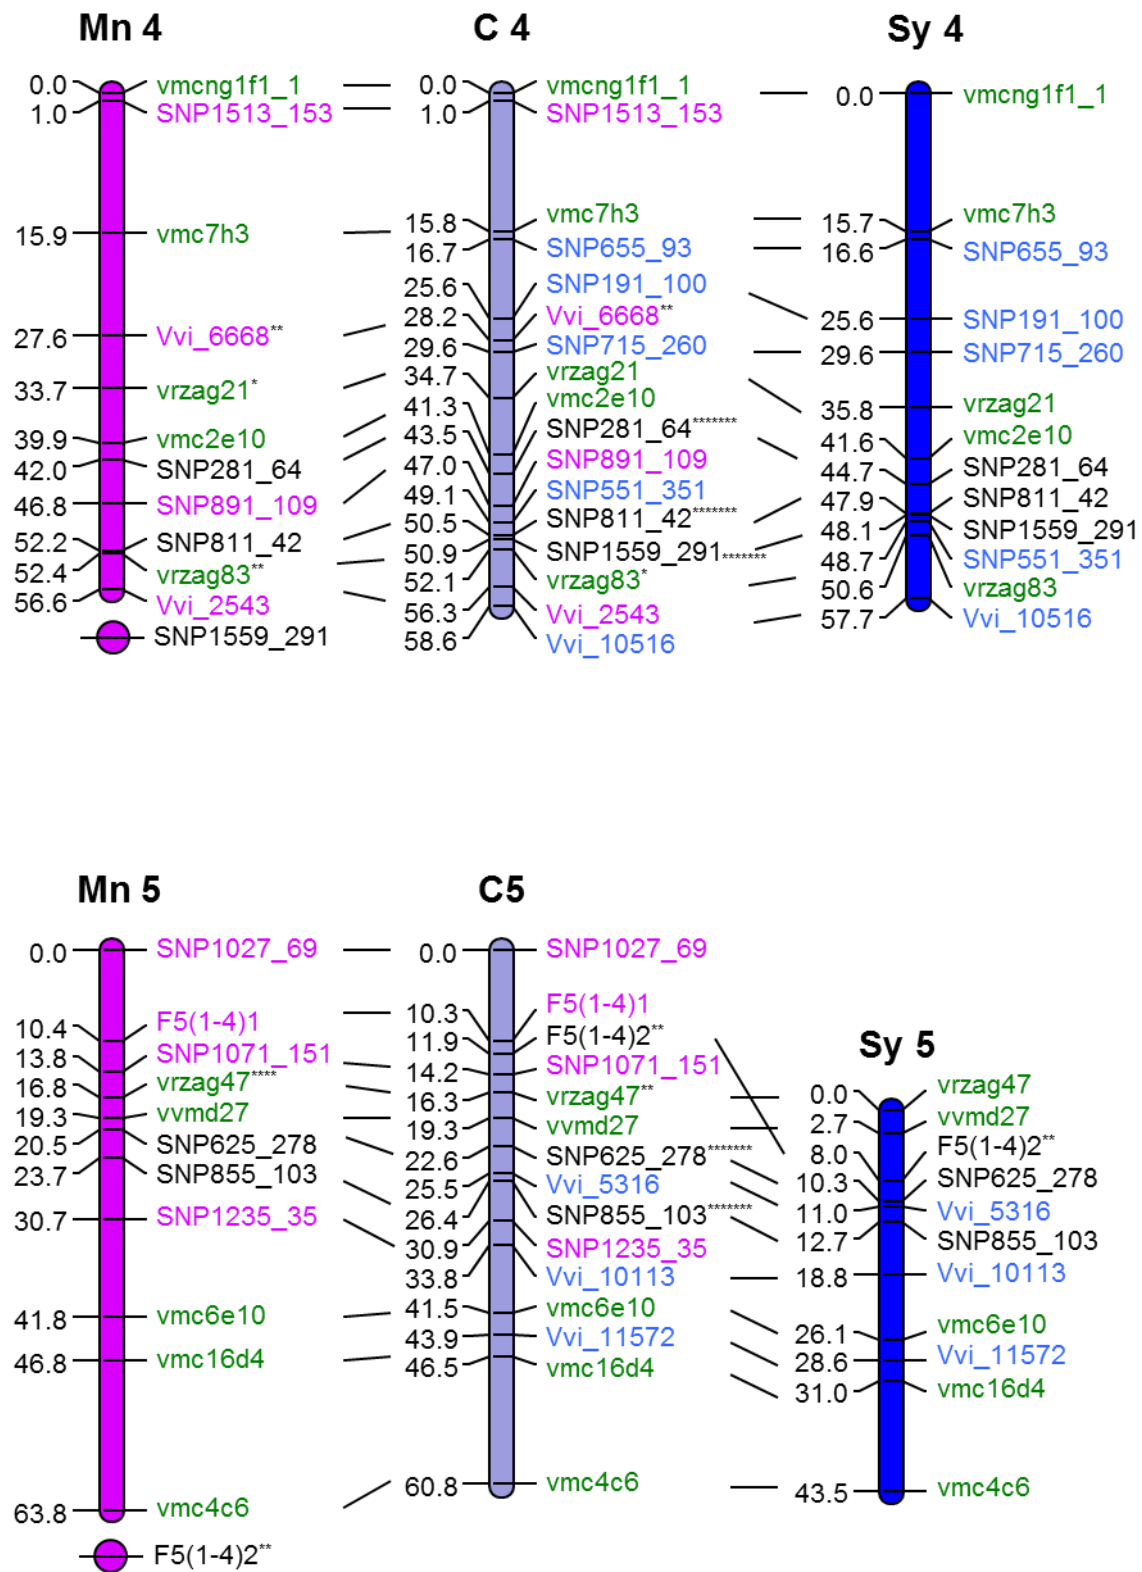 Mn 4
0.0 vmcng1f1_1
1.0 SNP1513_153
15.9 vmc7h3
27.6 Vvi_6668**
33.7 vrzag21*
39.9 vmc2e10
42.0 SNP281_64
46.8 SNP891_109
52.2 SNP811_42
52.4 vrzag83**
56.6 Vvi_2543
SNP1559_291
C 4
0.0 vmcng1f1_1
1.0 SNP1513_153
15.8 vmc7h3
16.7 SNP655_93
25.6 SNP191_100
28.2 Vvi_6668**
29.6 SNP715_260
34.7 vrzag21
41.3 vmc2e10
43.5 SNP281_64*******
47.0 SNP891_109
49.1 SNP551_351
50.5 SNP811_42*******
50.9 SNP1559_291*******
52.1 vrzag83*
56.3 Vvi_2543
58.6 Vvi_10516
Sy 4
0.0 vmcng1f1_1
15.7 vmc7h3
16.6 SNP655_93
25.6 SNP191_100
29.6 SNP715_260
35.8 vrzag21
41.6 vmc2e10
44.7 SNP281_64
47.9 SNP811_42
48.1 SNP1559_291
48.7 SNP551_351
50.6 vrzag83
57.7 Vvi_10516
Mn 5
0.0 SNP1027_69
10.4 F5(1-4)1
13.8 SNP1071_151
16.8 vrzag47****
19.3 vvmd27
20.5 SNP625_278
23.7 SNP855_103
30.7 SNP1235_35
41.8 vmc6e10
46.8 vmc16d4
63.8 vmc4c6
F5(1-4)2**
C5
0.0 SNP1027_69
10.3 F5(1-4)1
11.9 F5(1-4)2**
14.2 SNP1071_151
16.3 vrzag47**
19.3 vvmd27
22.6 SNP625_278*******
25.5 Vvi_5316
26.4 SNP855_103*******
30.9 SNP1235_35
33.8 Vvi_10113
41.5 vmc6e10
43.9 Vvi_11572
46.5 vmc16d4
60.8 vmc4c6
Sy 5
0.0 vrzag47
2.7 vvmd27
8.0 F5(1-4)2**
10.3 SNP625_278
11.0 Vvi_5316
12.7 SNP855_103
18.8 Vvi_10113
26.1 vmc6e10
28.6 Vvi_11572
31.0 vmc16d4
43.5 vmc4c6